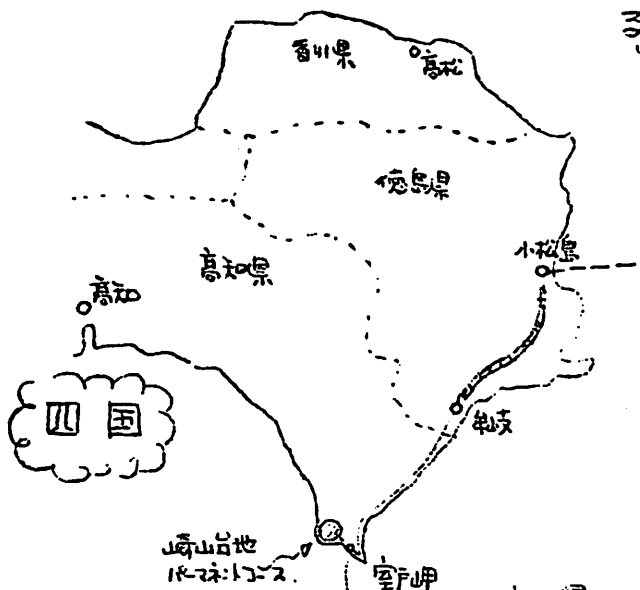 香川県
高松
徳島県
小松島
高知県
高知
四国
牟岐
崎山台地
パーマネントコース.
室戸岬